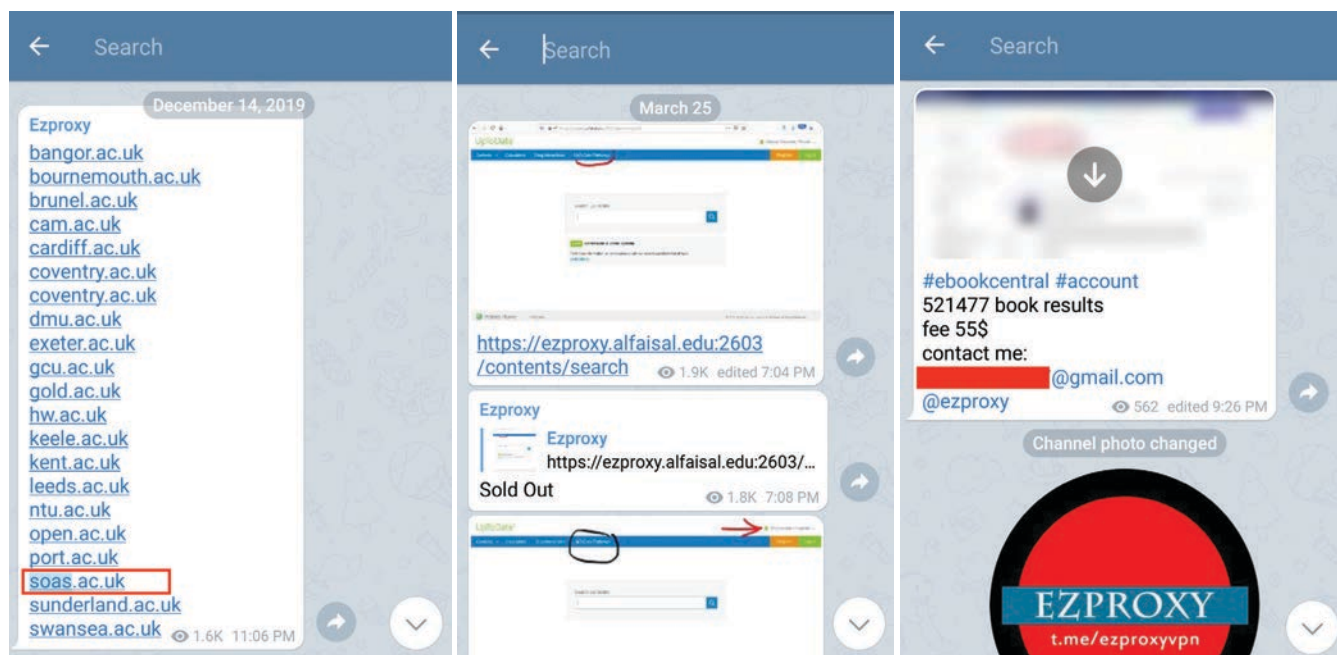 Search
December 14, 2019
Ezproxy
bangor.ac.uk
bournemouth.ac.uk
brunel.ac.uk
cam.ac.uk
cardiff.ac.uk
coventry.ac.uk
coventry.ac.uk
dmu.ac.uk
exeter.ac.uk
gcu.ac.uk
gold.ac.uk
hw.ac.uk
keele.ac.uk
kent.ac.uk
leeds.ac.uk
ntu.ac.uk
open.ac.uk
port.ac.uk
soas.ac.uk
sunderland.ac.uk
swansea.ac.uk 1.6K 11:06 PM
Search
March 25
UpToDate
https://ezproxy.alfaisal.edu:2603
/contents/search 1.9K edited 7:04 PM
Ezproxy
Ezproxy
https://ezproxy.alfaisal.edu:2603/...
Sold Out 1.8K 7:08 PM
UpToDate
Search
#ebookcentral #account
521477 book results
fee 55$
contact me:
@gmail.com
@ezproxy 562 edited 9:26 PM
Channel photo changed
EZPROXY
t.me/ezproxyvpn